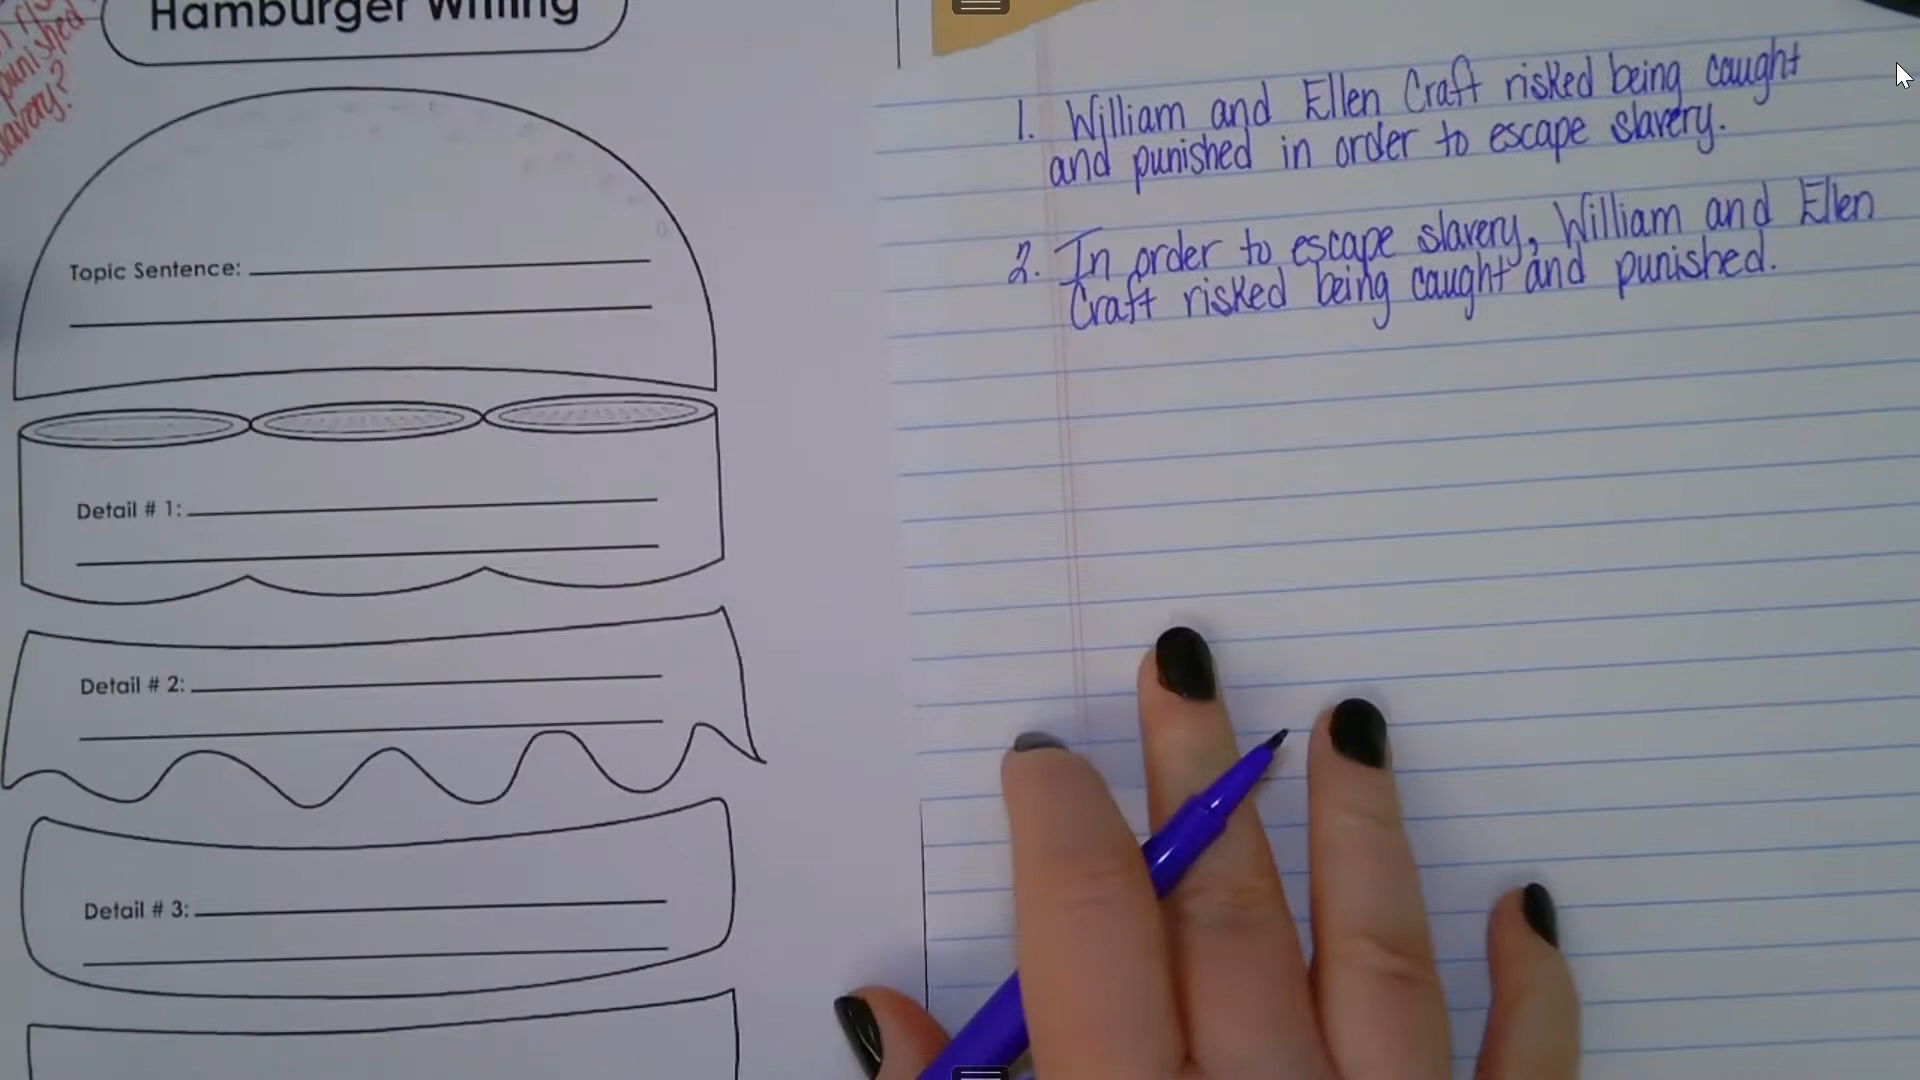 Hamburger Writing
punished
slavery?
Topic Sentence:
Detail # 1:
Detail # 2:
Detail # 3:
1. William and Ellen Craft risked being caught
and punished in order to escape slavery.
2. In order to escape slavery, William and Ellen
Craft risked being caught and punished.